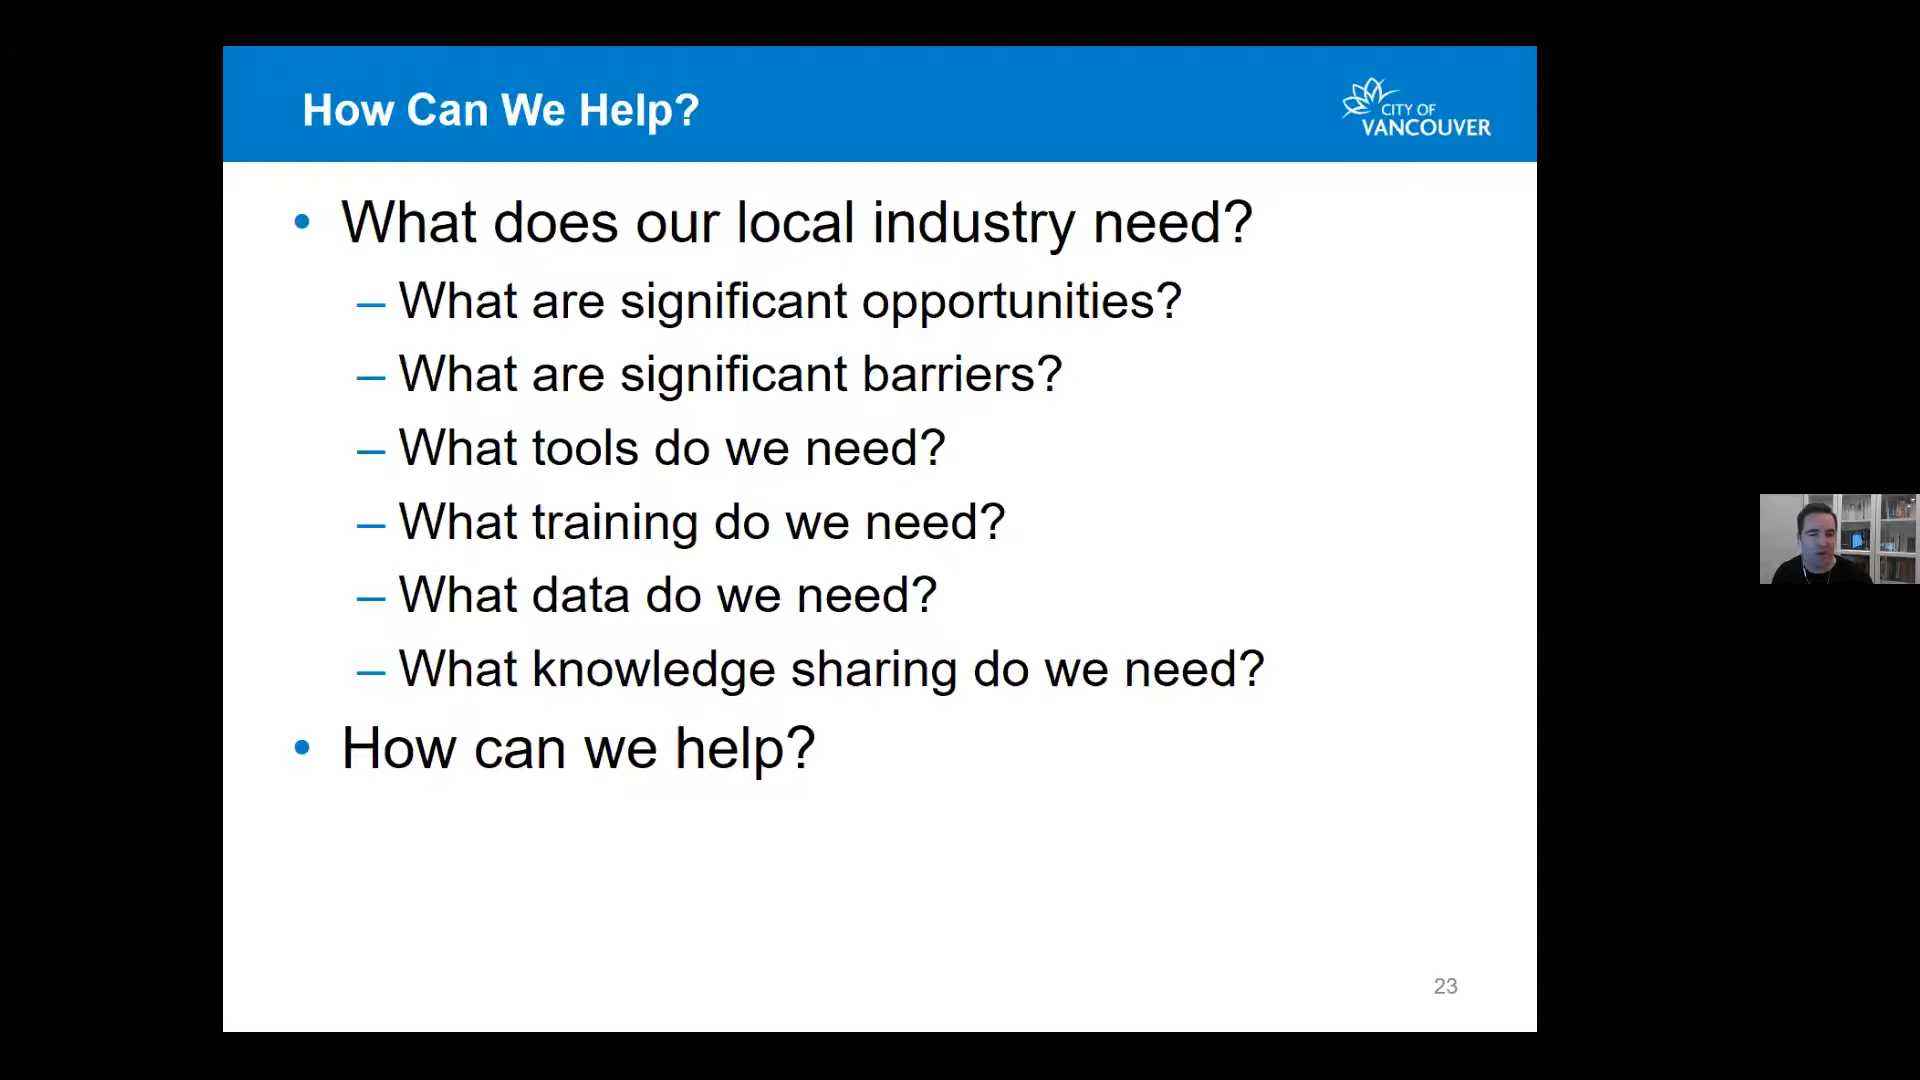 How Can We Help?
CITY OF
VANCOUVER
• What does our local industry need?
– What are significant opportunities?
– What are significant barriers?
– What tools do we need?
– What training do we need?
– What data do we need?
– What knowledge sharing do we need?
• How can we help?
23